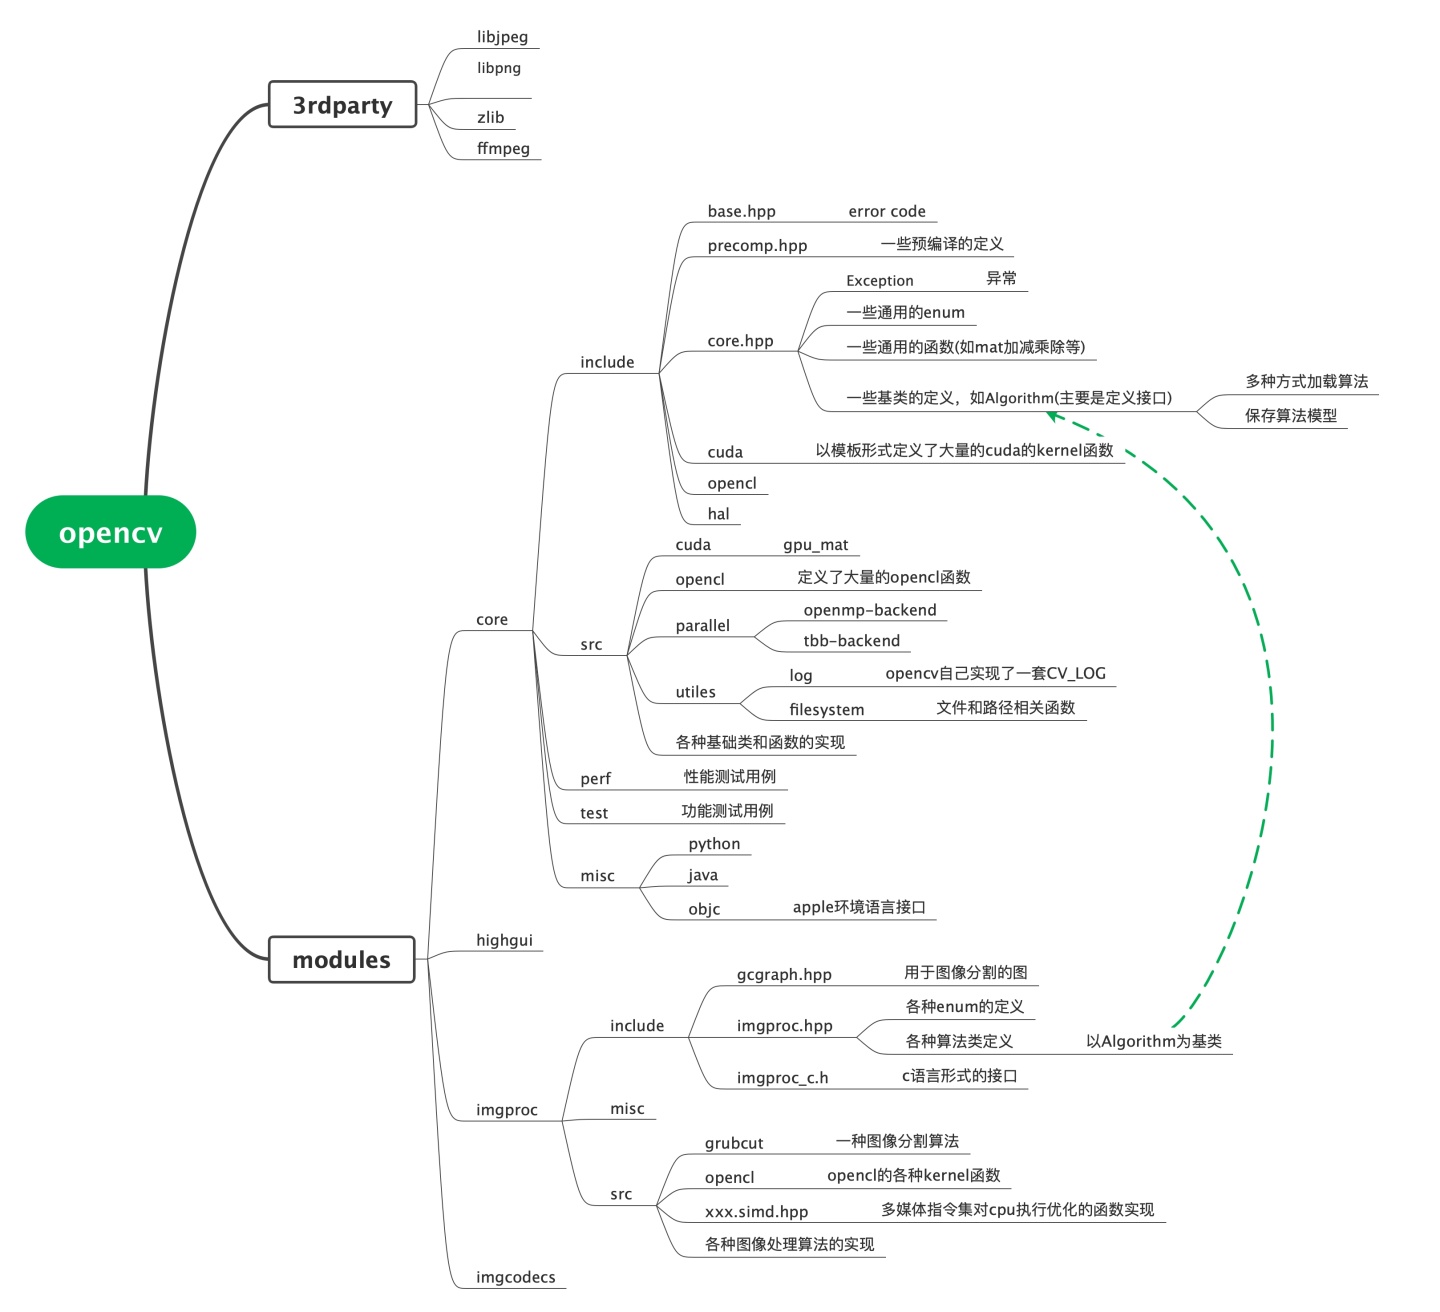 opencv
3rdparty
libjpeg
libpng
zlib
ffmpeg
modules
core
include
base.hpp
error code
precomp.hpp
一些预编译的定义
core.hpp
Exception
异常
一些通用的enum
一些通用的函数(如mat加减乘除等)
一些基类的定义，如Algorithm(主要是定义接口)
多种方式加载算法
保存算法模型
cuda
以模板形式定义了大量的cuda的kernel函数
opencl
hal
src
cuda
gpu_mat
opencl
定义了大量的opencl函数
parallel
openmp-backend
tbb-backend
utiles
log
opencv自己实现了一套CV_LOG
filesystem
文件和路径相关函数
各种基础类和函数的实现
perf
性能测试用例
test
功能测试用例
misc
python
java
objc
apple环境语言接口
highgui
imgproc
include
gcgraph.hpp
用于图像分割的图
imgproc.hpp
各种enum的定义
各种算法类定义
以Algorithm为基类
imgproc_c.h
c语言形式的接口
misc
src
grubcut
一种图像分割算法
opencl
opencl的各种kernel函数
xxx.simd.hpp
多媒体指令集对cpu执行优化的函数实现
各种图像处理算法的实现
imgcodecs